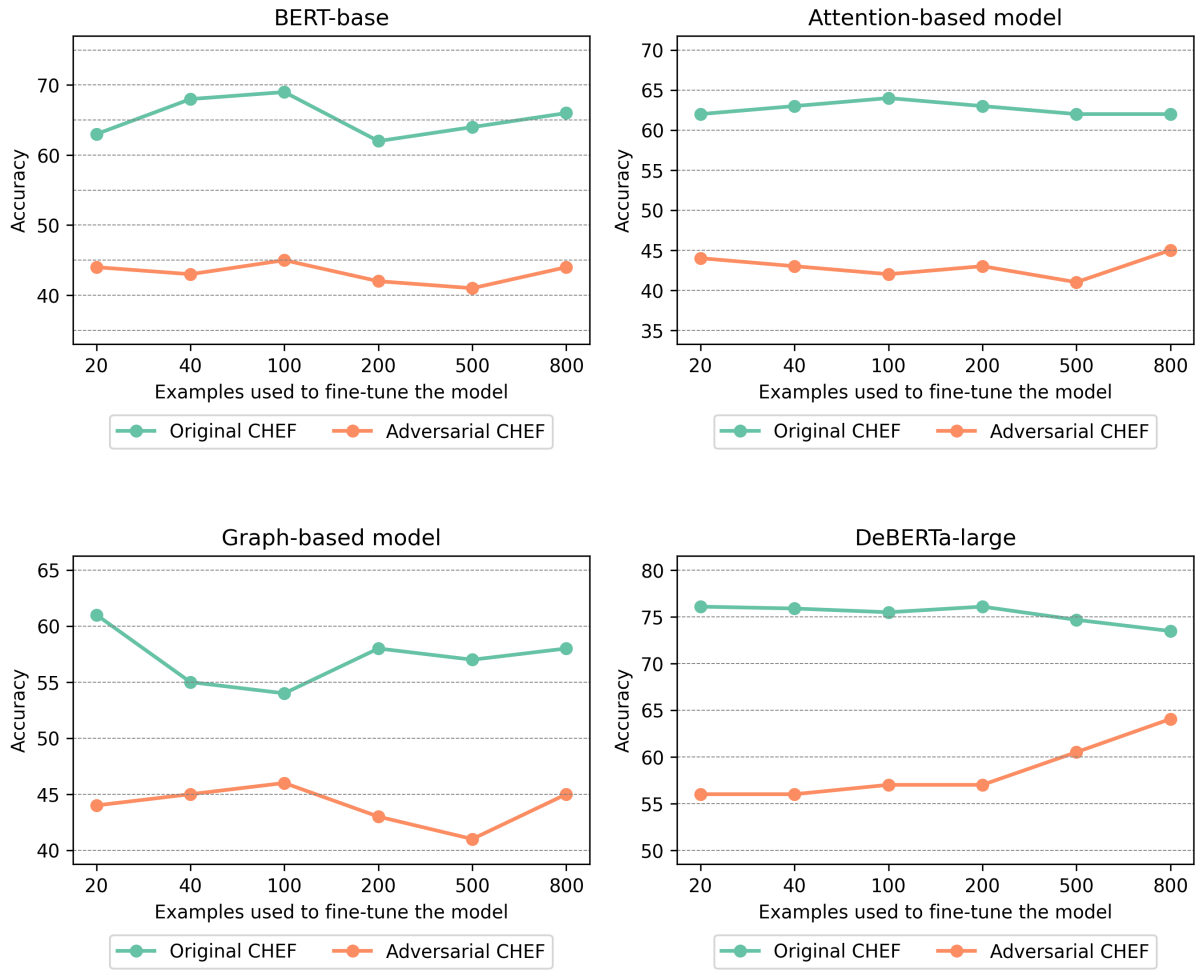 BERT-base
70
60
50
40
Accuracy
20 40 100 200 500 800
Examples used to fine-tune the model
Original CHEF Adversarial CHEF
Attention-based model
70
65
60
55
50
45
40
35
Accuracy
20 40 100 200 500 800
Examples used to fine-tune the model
Original CHEF Adversarial CHEF
Graph-based model
65
60
55
50
45
40
Accuracy
20 40 100 200 500 800
Examples used to fine-tune the model
Original CHEF Adversarial CHEF
DeBERTa-large
80
75
70
65
60
55
50
Accuracy
20 40 100 200 500 800
Examples used to fine-tune the model
Original CHEF Adversarial CHEF